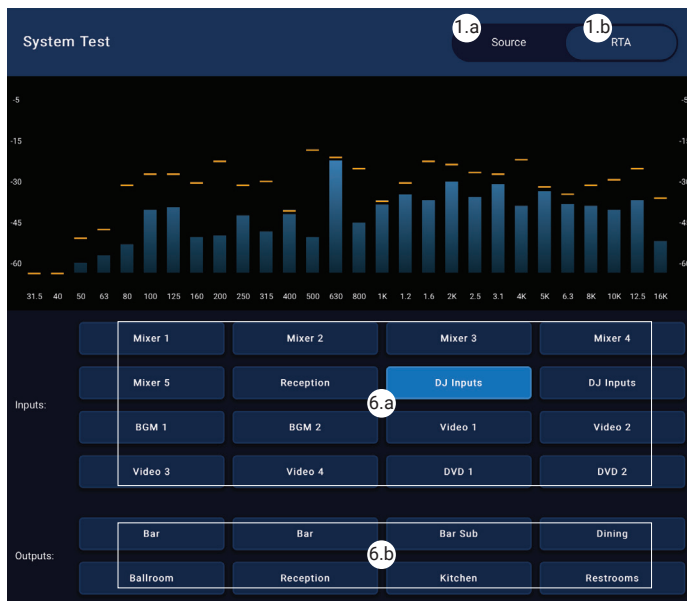 System Test
1.a Source 1.b RTA
-5 -5
-15 -15
-30 -30
-45 -45
-60 -60
31.5 40 50 63 80 100 125 160 200 250 315 400 500 630 800 1K 1.2 1.6 2K 2.5 3.1 4K 5K 6.3 8K 10K 12.5 16K
Mixer 1 Mixer 2 Mixer 3 Mixer 4
Mixer 5 Reception DJ Inputs DJ Inputs
Inputs: 6.a
BGM 1 BGM 2 Video 1 Video 2
Video 3 Video 4 DVD 1 DVD 2
Bar Bar Bar Sub Dining
Outputs: 6.b
Ballroom Reception Kitchen Restrooms